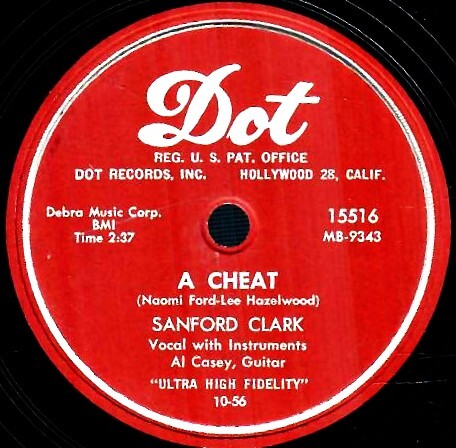 Dot
REG. U. S. PAT. OFFICE
DOT RECORDS, INC. HOLLYWOOD 28, CALIF.
Debra Music Corp.
BMI
Time 2:37
15516
MB-9343
A CHEAT
(Naomi Ford-Lee Hazelwood)
SANFORD CLARK
Vocal with Instruments
Al Casey, Guitar
"ULTRA HIGH FIDELITY"
10-56